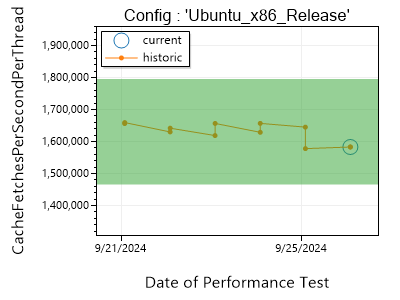 Config : 'Ubuntu_x86_Release'
CacheFetchesPerSecondPerThread
current
historic
1,900,000
1,800,000
1,700,000
1,600,000
1,500,000
1,400,000
9/21/2024
9/25/2024
Date of Performance Test